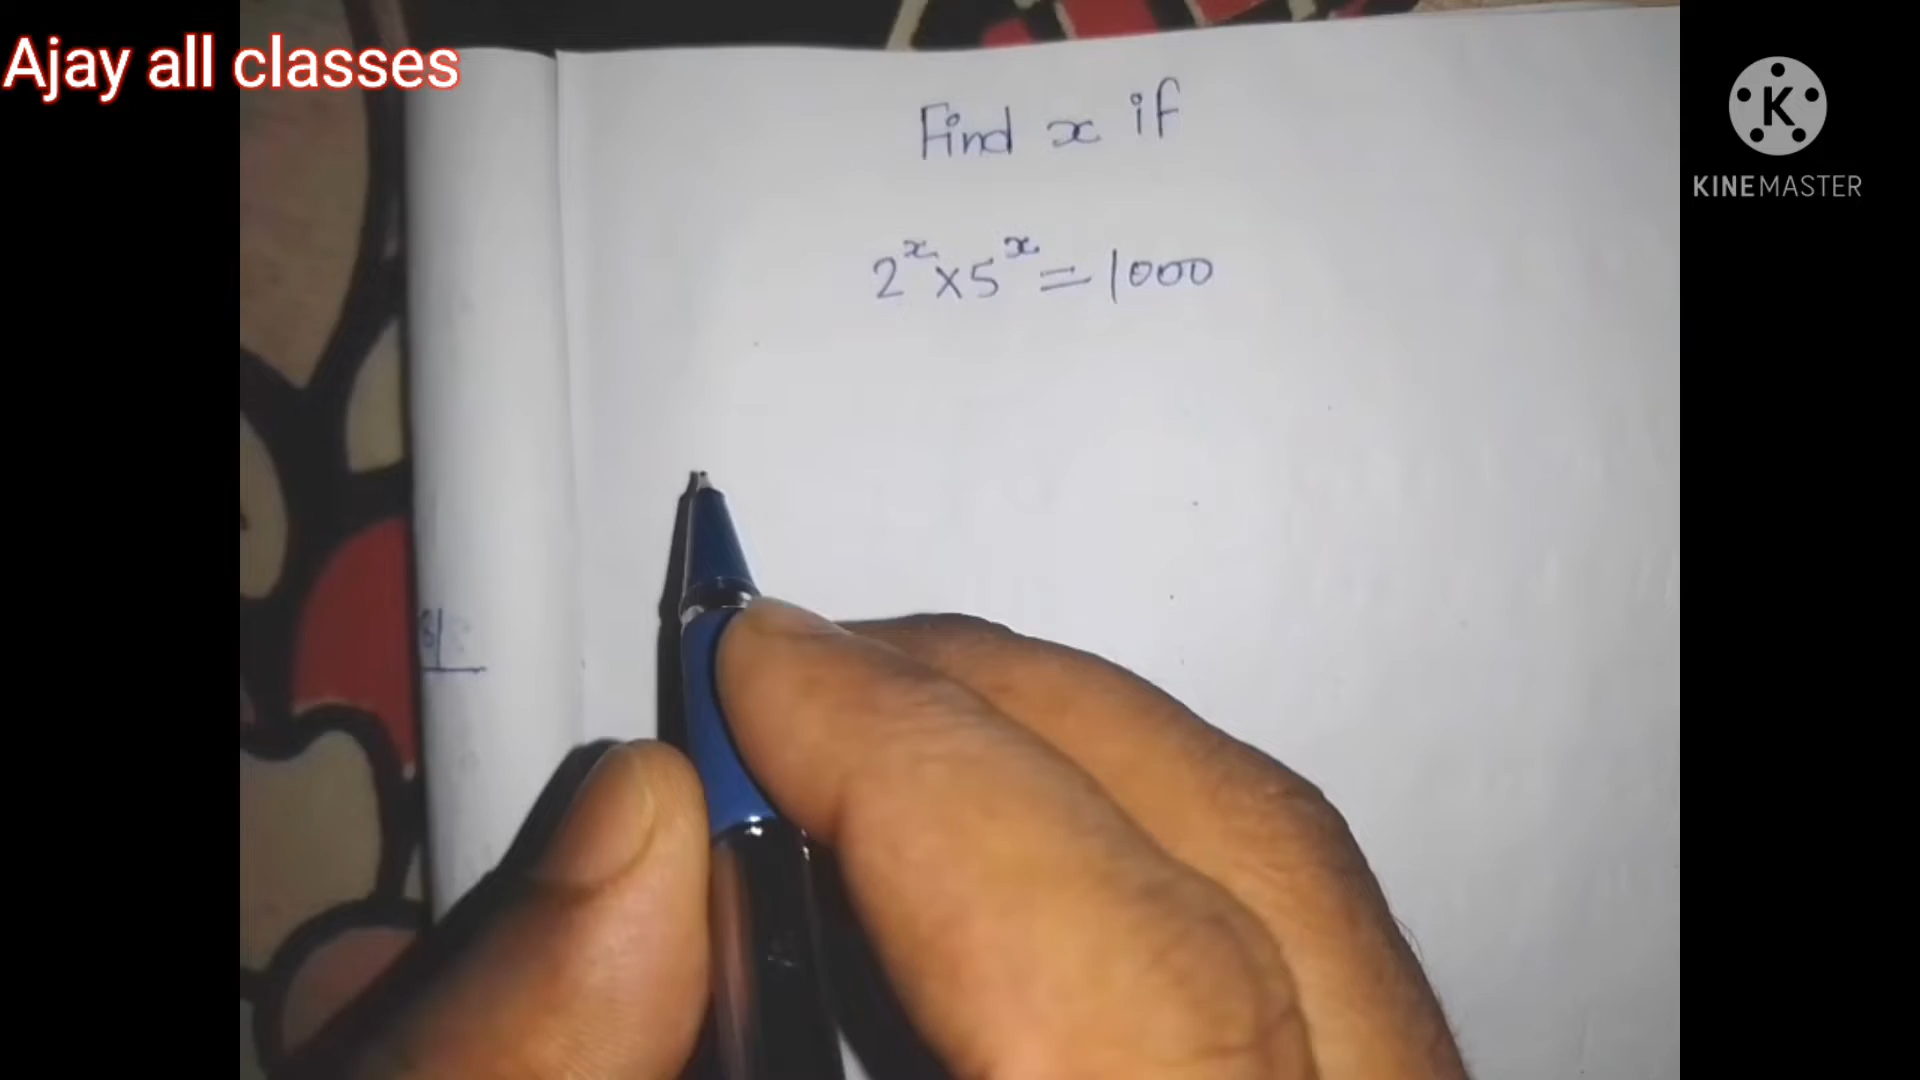 Ajay all classes
KINEMASTER
Find x if
2^x × 5^x = 1000